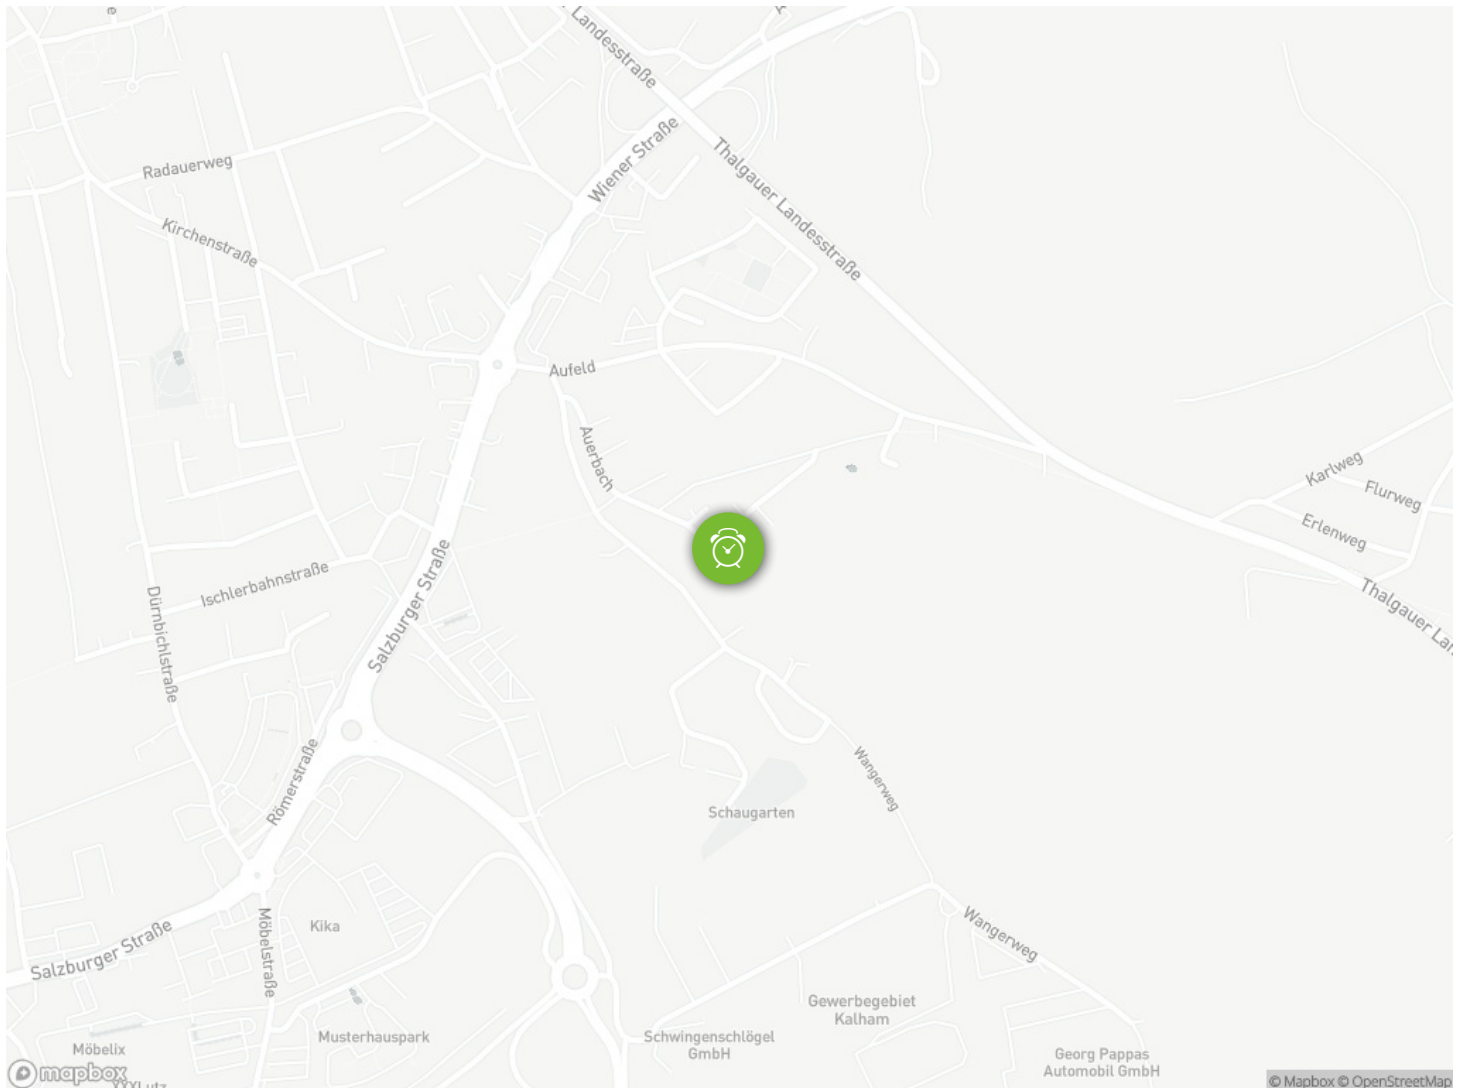 Landesstraße
Wiener Straße
Thalgauer Landesstraße
Radauerweg
Kirchenstraße
Aufeld
Auerbach
Karlweg
Flurweg
Erlenweg
Ischlerbahnstraße
Salzburger Straße
Dürnbichlstraße
Thalgauer Lan
Römerstraße
Wangerweg
Schaugarten
Kika
Möbelstraße
Salzburger Straße
Wangerweg
Gewerbegebiet
Kalham
Musterhauspark
Schwingenschlögel
GmbH
Möbelix
Georg Pappas
Automobil GmbH
mapbox
XXXLutz
© Mapbox © OpenStreetMap